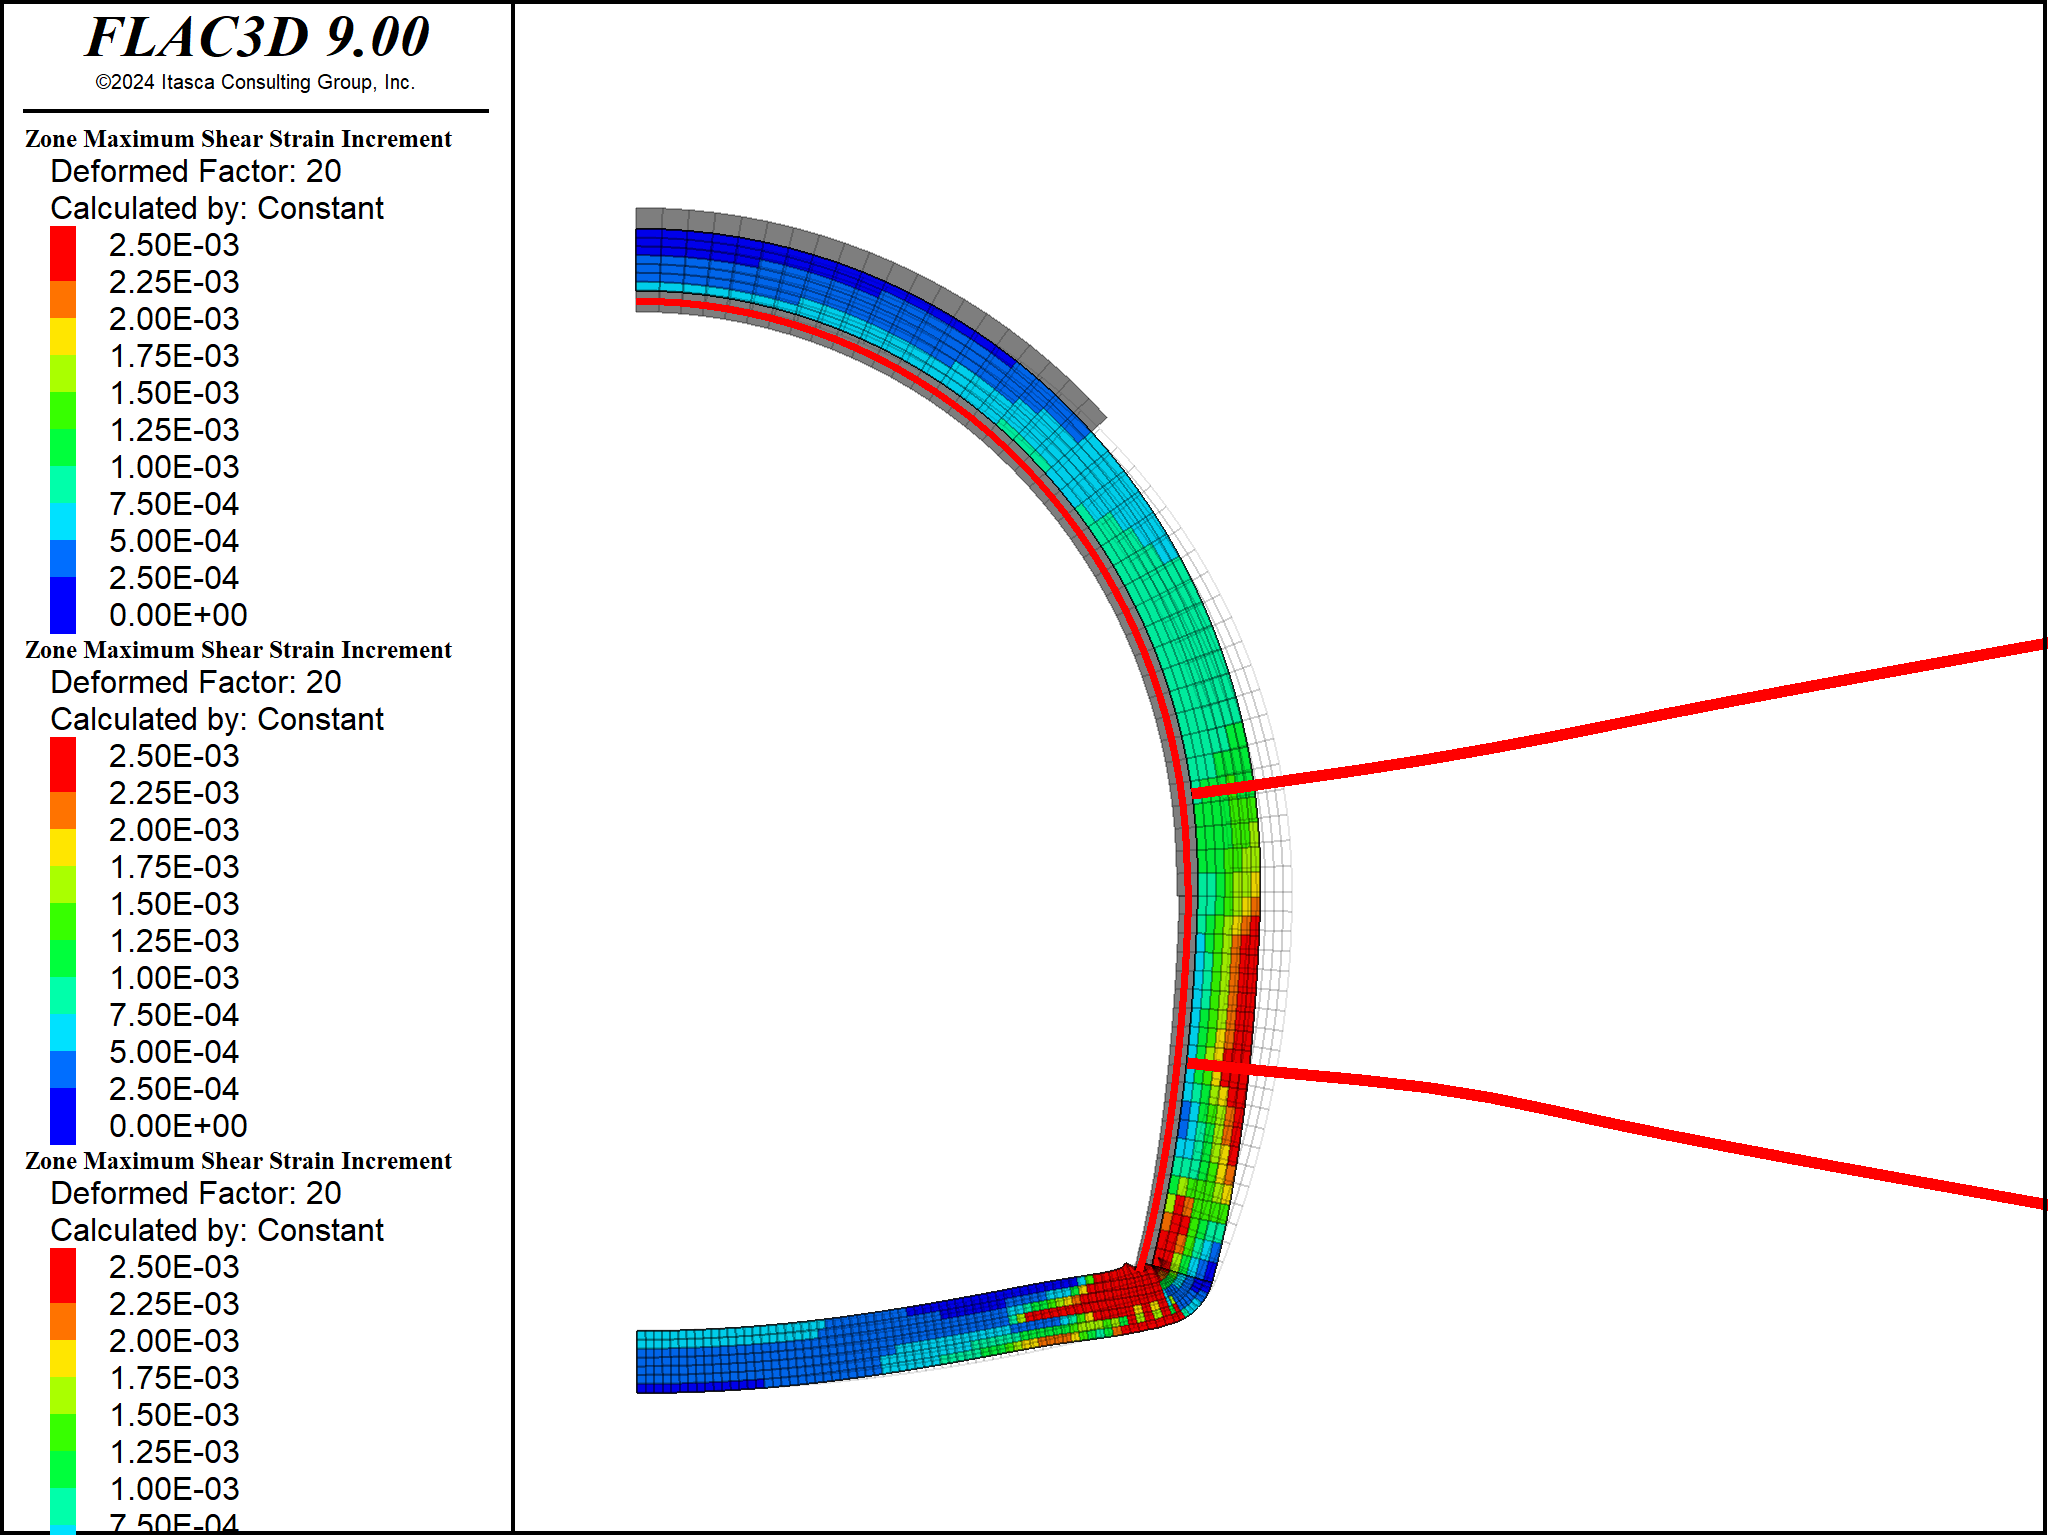 FLAC3D 9.00
©2024 Itasca Consulting Group, Inc.
Zone Maximum Shear Strain Increment
Deformed Factor: 20
Calculated by: Constant
2.50E-03
2.25E-03
2.00E-03
1.75E-03
1.50E-03
1.25E-03
1.00E-03
7.50E-04
5.00E-04
2.50E-04
0.00E+00
Zone Maximum Shear Strain Increment
Deformed Factor: 20
Calculated by: Constant
2.50E-03
2.25E-03
2.00E-03
1.75E-03
1.50E-03
1.25E-03
1.00E-03
7.50E-04
5.00E-04
2.50E-04
0.00E+00
Zone Maximum Shear Strain Increment
Deformed Factor: 20
Calculated by: Constant
2.50E-03
2.25E-03
2.00E-03
1.75E-03
1.50E-03
1.25E-03
1.00E-03
7.50E-04